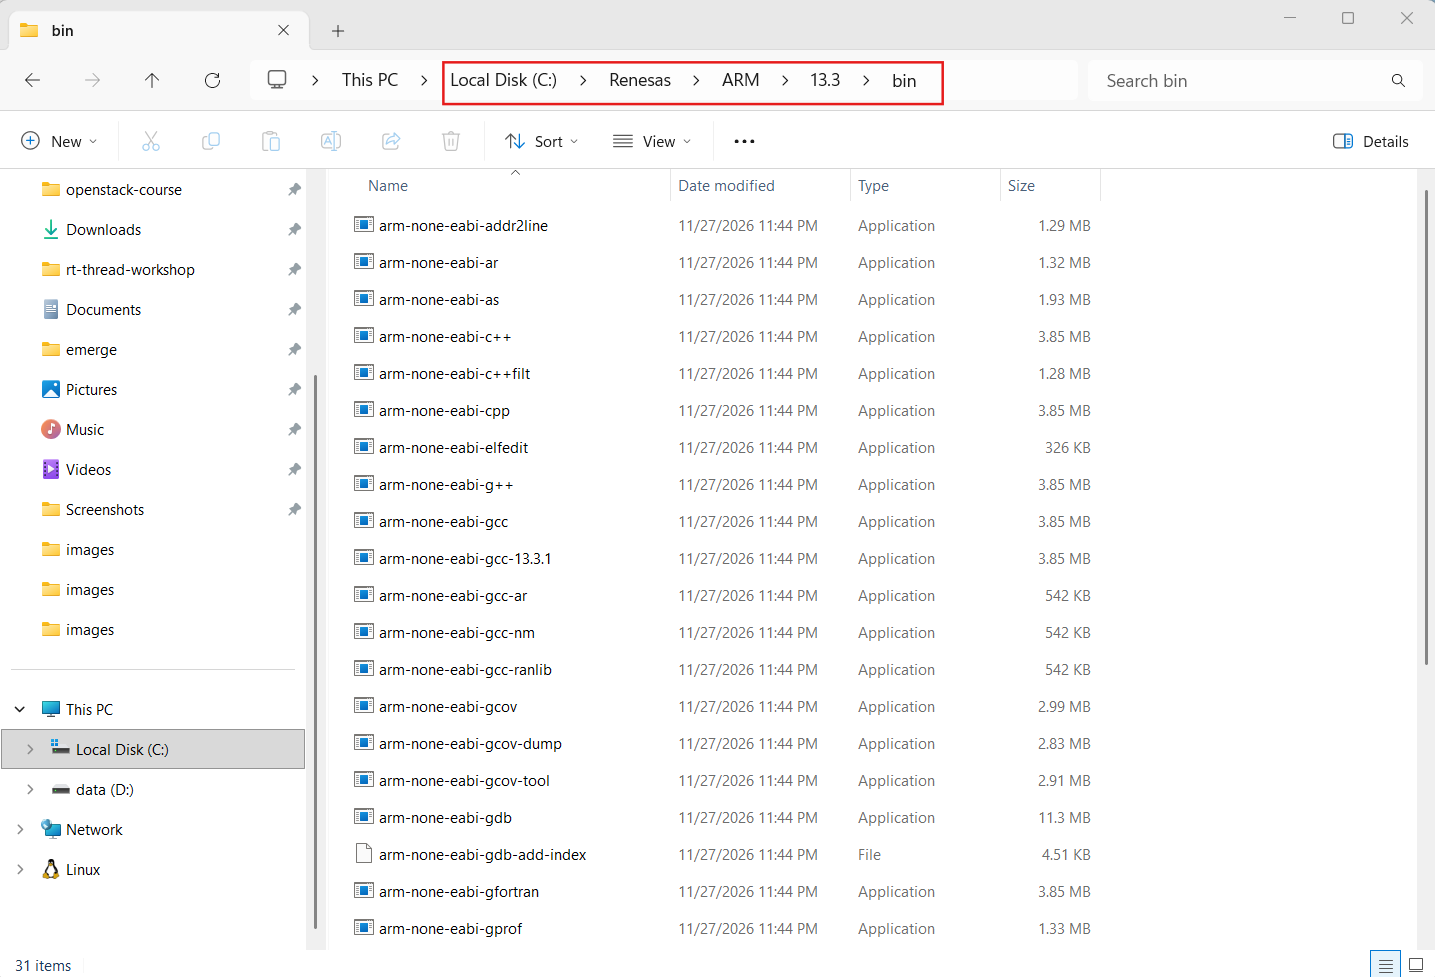 bin
This PC > Local Disk (C:) > Renesas > ARM > 13.3 > bin
Search bin
New
Sort
View
Details
openstack-course
Downloads
rt-thread-workshop
Documents
emerge
Pictures
Music
Videos
Screenshots
images
images
images
This PC
Local Disk (C:)
data (D:)
Network
Linux
Name Date modified Type Size
arm-none-eabi-addr2line 11/27/2026 11:44 PM Application 1.29 MB
arm-none-eabi-ar 11/27/2026 11:44 PM Application 1.32 MB
arm-none-eabi-as 11/27/2026 11:44 PM Application 1.93 MB
arm-none-eabi-c++ 11/27/2026 11:44 PM Application 3.85 MB
arm-none-eabi-c++filt 11/27/2026 11:44 PM Application 1.28 MB
arm-none-eabi-cpp 11/27/2026 11:44 PM Application 3.85 MB
arm-none-eabi-elfedit 11/27/2026 11:44 PM Application 326 KB
arm-none-eabi-g++ 11/27/2026 11:44 PM Application 3.85 MB
arm-none-eabi-gcc 11/27/2026 11:44 PM Application 3.85 MB
arm-none-eabi-gcc-13.3.1 11/27/2026 11:44 PM Application 3.85 MB
arm-none-eabi-gcc-ar 11/27/2026 11:44 PM Application 542 KB
arm-none-eabi-gcc-nm 11/27/2026 11:44 PM Application 542 KB
arm-none-eabi-gcc-ranlib 11/27/2026 11:44 PM Application 542 KB
arm-none-eabi-gcov 11/27/2026 11:44 PM Application 2.99 MB
arm-none-eabi-gcov-dump 11/27/2026 11:44 PM Application 2.83 MB
arm-none-eabi-gcov-tool 11/27/2026 11:44 PM Application 2.91 MB
arm-none-eabi-gdb 11/27/2026 11:44 PM Application 11.3 MB
arm-none-eabi-gdb-add-index 11/27/2026 11:44 PM File 4.51 KB
arm-none-eabi-gfortran 11/27/2026 11:44 PM Application 3.85 MB
arm-none-eabi-gprof 11/27/2026 11:44 PM Application 1.33 MB
31 items